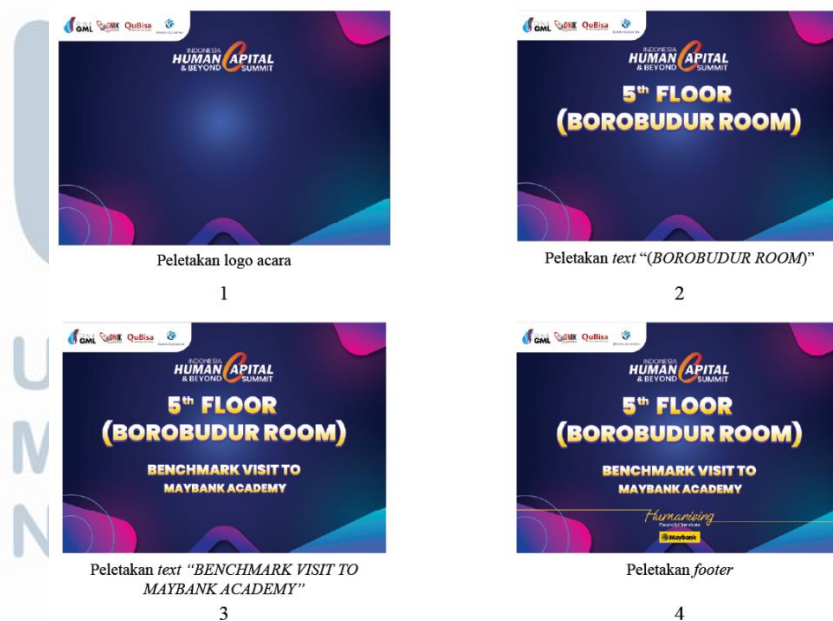 GML QuBisa
INDONESIA
HUMAN CAPITAL
& BEYOND SUMMIT
Peletakan logo acara
1
GML QuBisa
INDONESIA
HUMAN CAPITAL
& BEYOND SUMMIT
5th FLOOR
(BOROBUDUR ROOM)
Peletakan text “(BOROBUDUR ROOM)”
2
GML QuBisa
INDONESIA
HUMAN CAPITAL
& BEYOND SUMMIT
5th FLOOR
(BOROBUDUR ROOM)
BENCHMARK VISIT TO
MAYBANK ACADEMY
Peletakan text “BENCHMARK VISIT TO
MAYBANK ACADEMY”
3
GML QuBisa
INDONESIA
HUMAN CAPITAL
& BEYOND SUMMIT
5th FLOOR
(BOROBUDUR ROOM)
BENCHMARK VISIT TO
MAYBANK ACADEMY
Humanising
Financial Services
Maybank
Peletakan footer
4
U
M
N